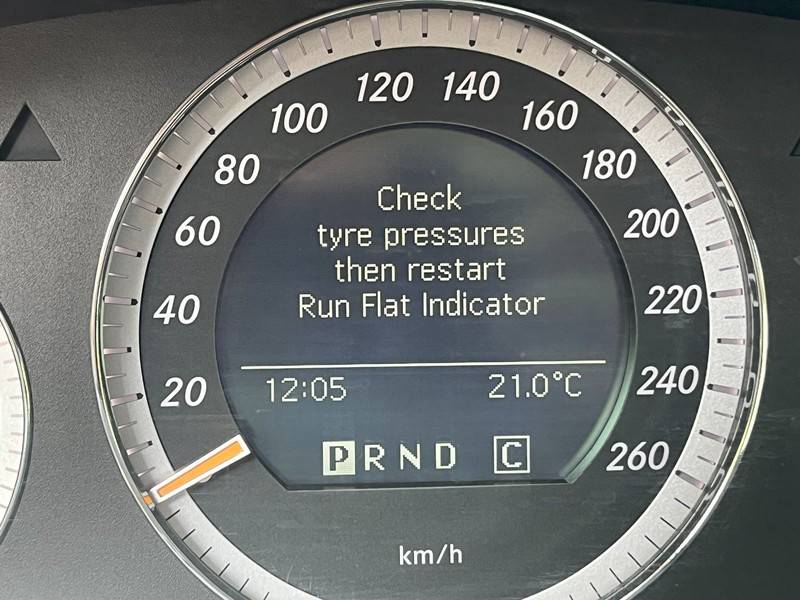 120 140
100 160
80 180
60 200
40 220
20 240
260
Check
tyre pressures
then restart
Run Flat Indicator
12:05 21.0°C
P R N D C
km/h